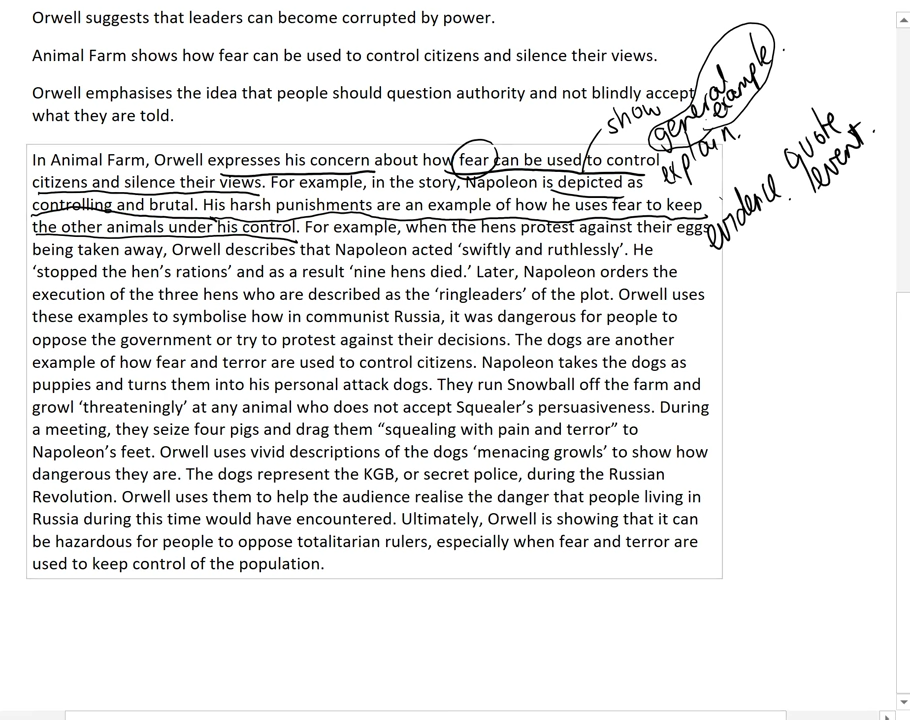 Orwell suggests that leaders can become corrupted by power.
Animal Farm shows how fear can be used to control citizens and silence their views.
Orwell emphasises the idea that people should question authority and not blindly accept
what they are told.
show
general
example.
explain.
evidence. quote
/event.
In Animal Farm, Orwell expresses his concern about how fear can be used to control
citizens and silence their views. For example, in the story, Napoleon is depicted as
controlling and brutal. His harsh punishments are an example of how he uses fear to keep
the other animals under his control. For example, when the hens protest against their eggs
being taken away, Orwell describes that Napoleon acted ‘swiftly and ruthlessly’. He
‘stopped the hen’s rations’ and as a result ‘nine hens died.’ Later, Napoleon orders the
execution of the three hens who are described as the ‘ringleaders’ of the plot. Orwell uses
these examples to symbolise how in communist Russia, it was dangerous for people to
oppose the government or try to protest against their decisions. The dogs are another
example of how fear and terror are used to control citizens. Napoleon takes the dogs as
puppies and turns them into his personal attack dogs. They run Snowball off the farm and
growl ‘threateningly’ at any animal who does not accept Squealer’s persuasiveness. During
a meeting, they seize four pigs and drag them “squealing with pain and terror” to
Napoleon’s feet. Orwell uses vivid descriptions of the dogs ‘menacing growls’ to show how
dangerous they are. The dogs represent the KGB, or secret police, during the Russian
Revolution. Orwell uses them to help the audience realise the danger that people living in
Russia during this time would have encountered. Ultimately, Orwell is showing that it can
be hazardous for people to oppose totalitarian rulers, especially when fear and terror are
used to keep control of the population.